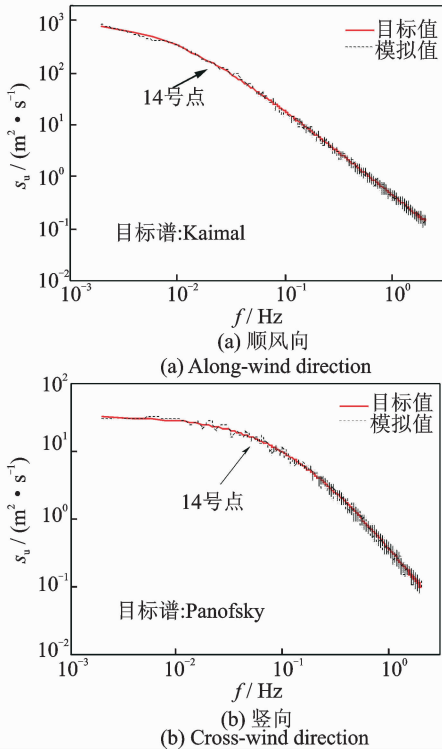 10³
10²
10¹
10⁰
10⁻¹
10⁻²
s_u / (m² • s⁻¹)
目标值
模拟值
14号点
目标谱:Kaimal
10⁻³ 10⁻² 10⁻¹ 10⁰
f / Hz
(a) 顺风向
(a) Along-wind direction
10²
10¹
10⁰
10⁻¹
10⁻²
s_u / (m² • s⁻¹)
目标值
模拟值
14号点
目标谱:Panofsky
10⁻³ 10⁻² 10⁻¹ 10⁰
f / Hz
(b) 竖向
(b) Cross-wind direction